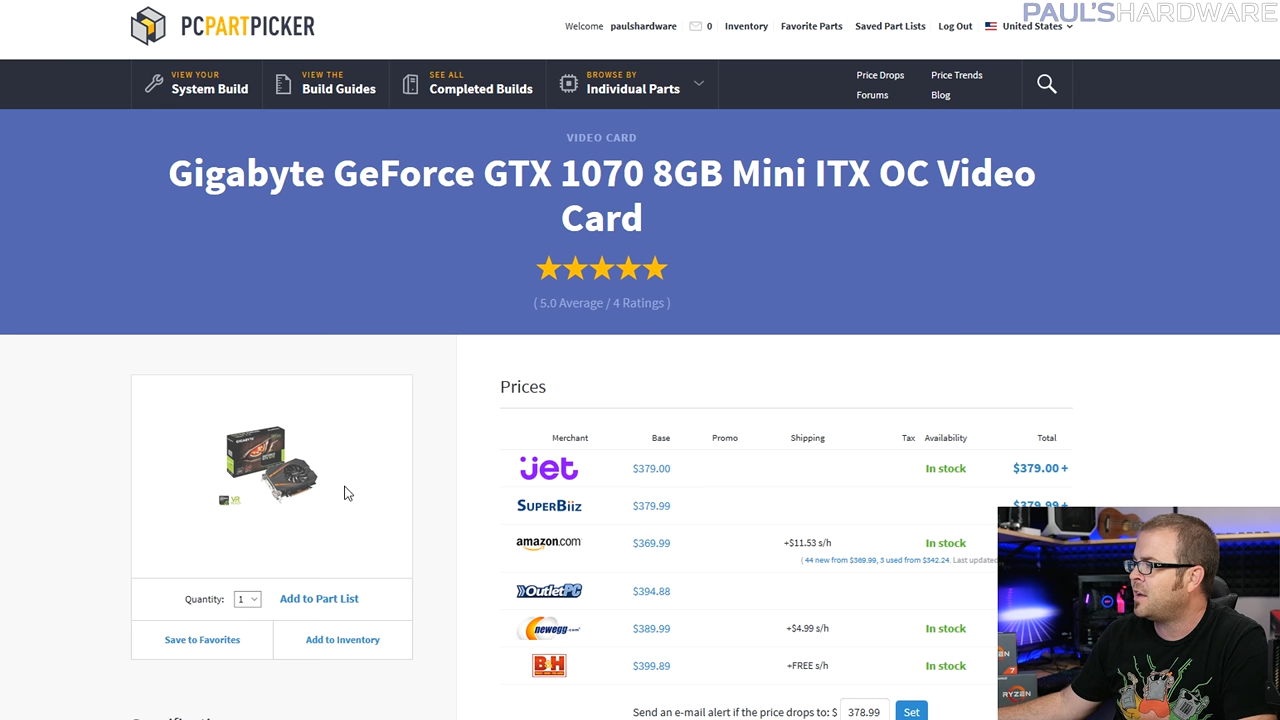 PAUL'SHARDWARE
PCPARTPICKER
Welcome paulshardware 0 Inventory Favorite Parts Saved Part Lists Log Out United States
VIEW YOUR
System Build
VIEW THE
Build Guides
SEE ALL
Completed Builds
BROWSE BY
Individual Parts
Price Drops Price Trends
Forums Blog
VIDEO CARD
Gigabyte GeForce GTX 1070 8GB Mini ITX OC Video
Card
( 5.0 Average / 4 Ratings )
Prices
Merchant Base Promo Shipping Tax Availability Total
jet $379.00 In stock $379.00 +
SUPERBIIZ $379.99 $379.99 +
amazon.com $369.99 +$11.53 s/h In stock
( 44 new from $369.99, 3 used from $342.24. Last updated
OutletPC $394.88
newegg.com $389.99 +$4.99 s/h In stock
B&H $399.89 +FREE s/h In stock
GIGABYTE
VR
Quantity: 1 Add to Part List
Save to Favorites Add to Inventory
Send an e-mail alert if the price drops to: $ 378.99 Set
7
RYZEN